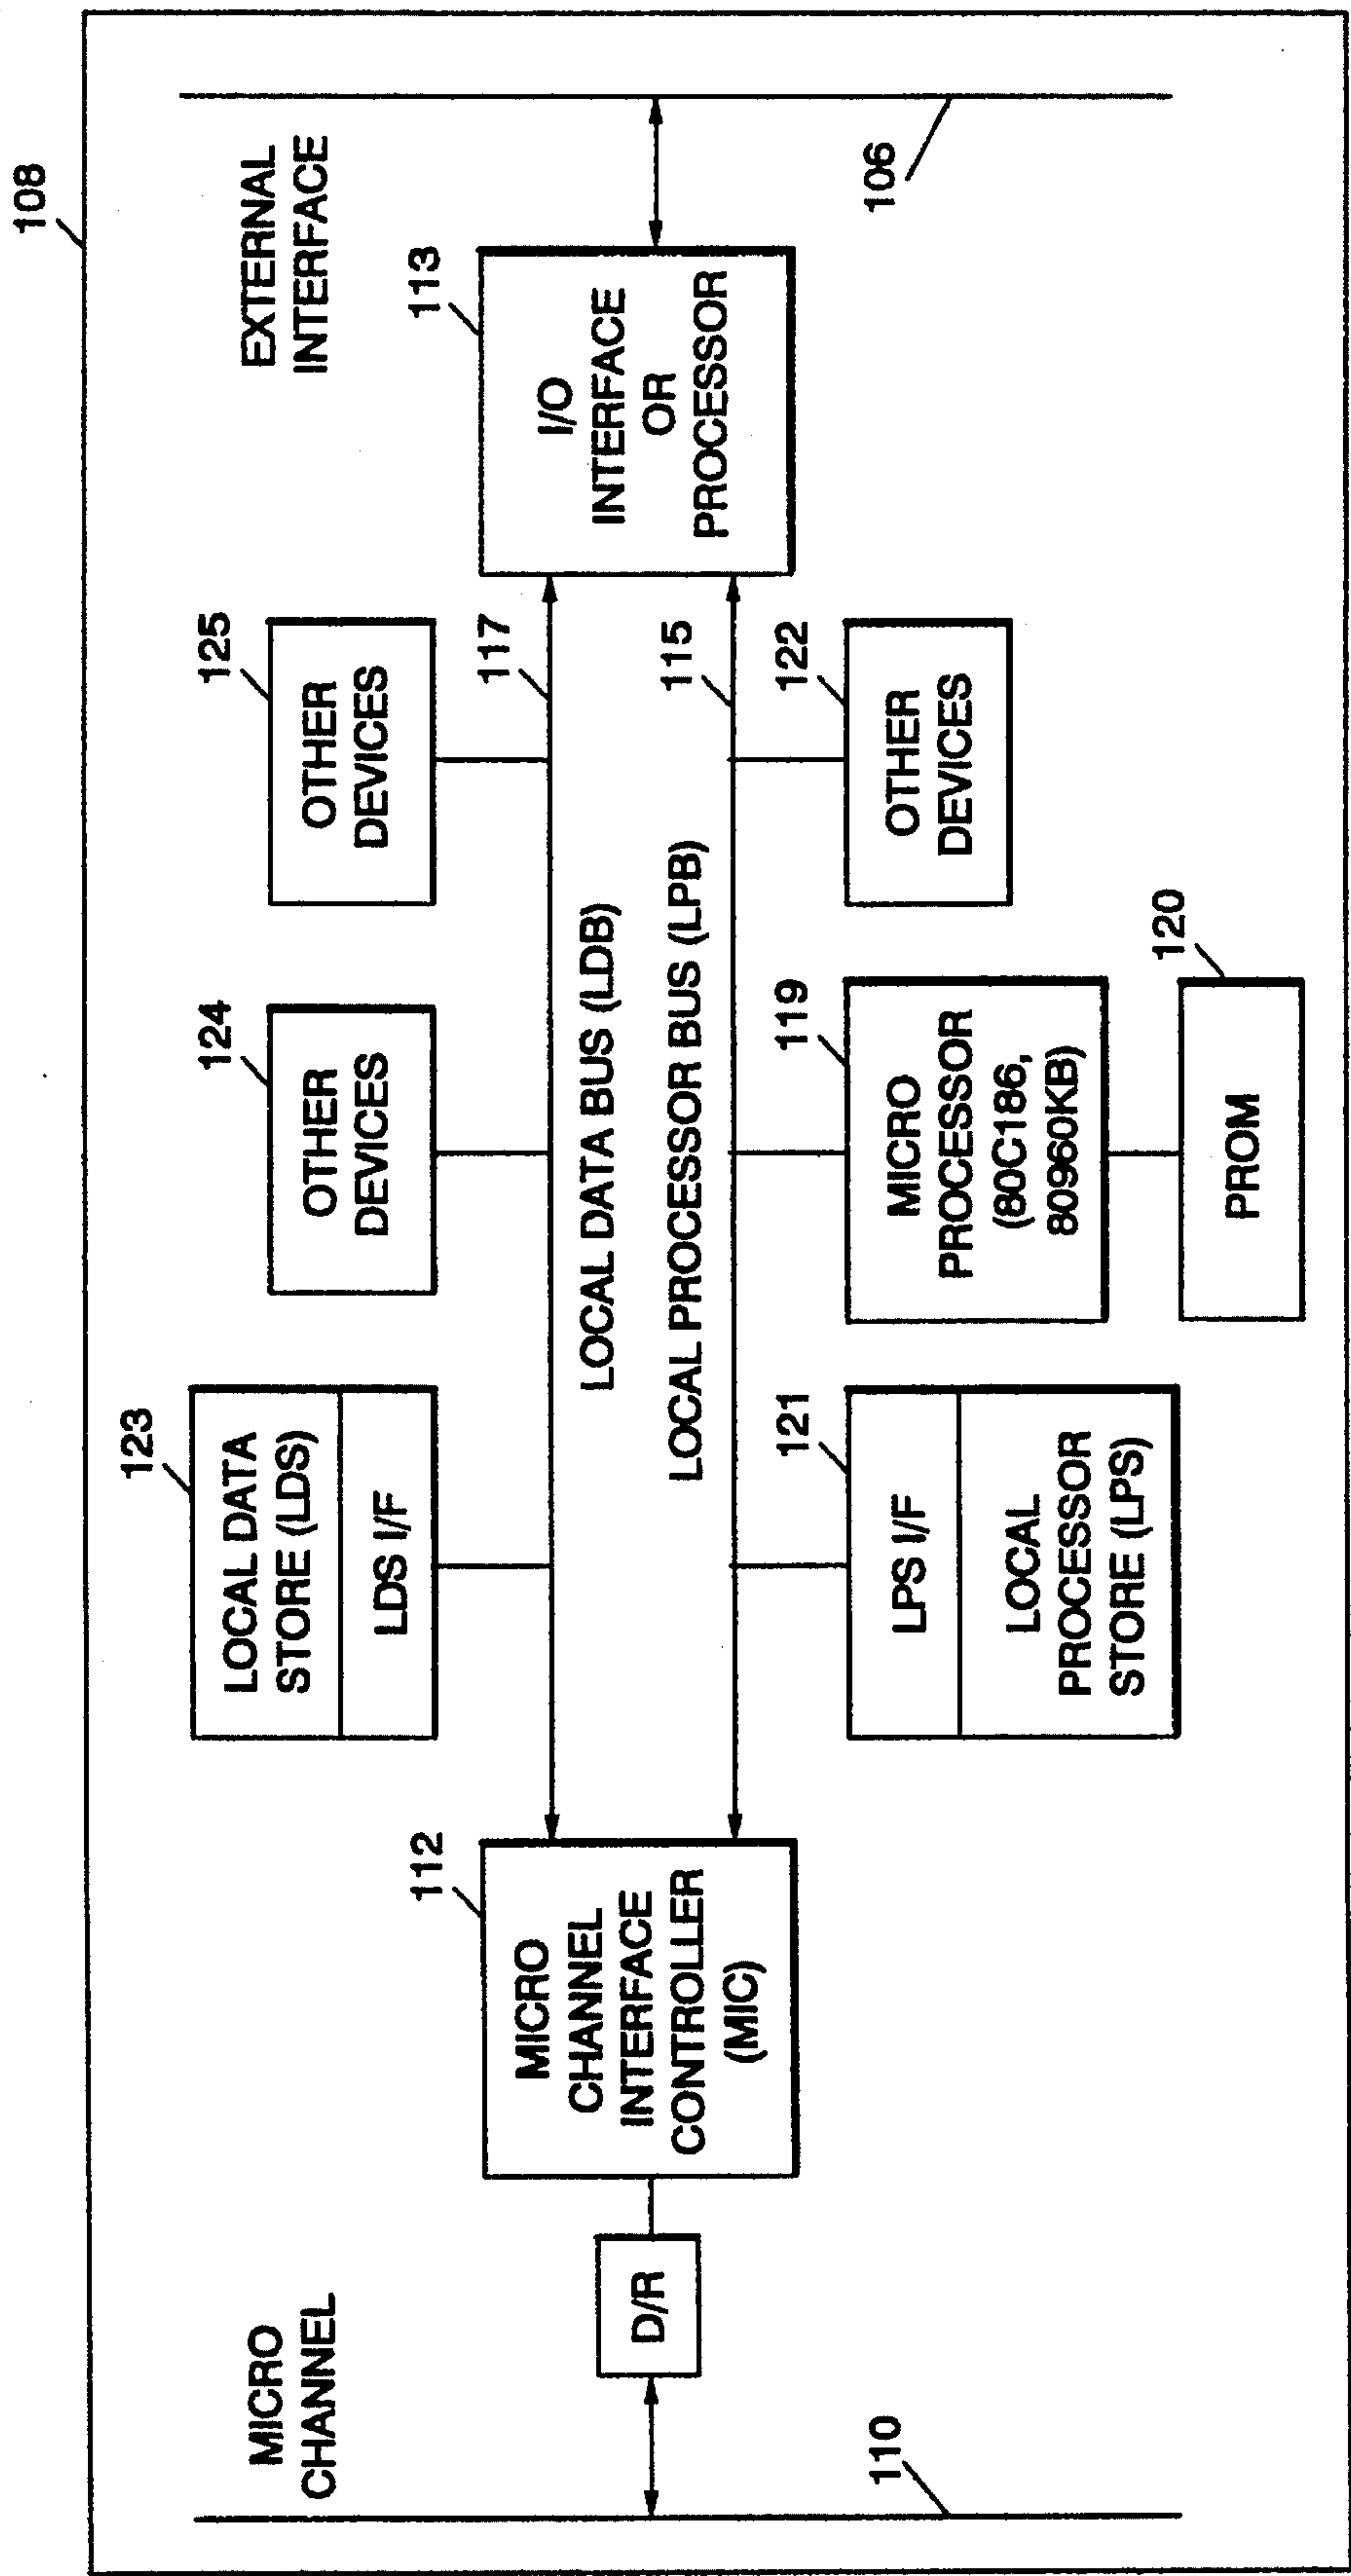 108
MICRO
CHANNEL
EXTERNAL
INTERFACE
123
LOCAL DATA
STORE (LDS)
LDS I/F
124
OTHER
DEVICES
125
OTHER
DEVICES
112
MICRO
CHANNEL
INTERFACE
CONTROLLER
(MIC)
D/R
117
LOCAL DATA BUS (LDB)
LOCAL PROCESSOR BUS (LPB)
115
113
I/O
INTERFACE
OR
PROCESSOR
110
121
LPS I/F
LOCAL
PROCESSOR
STORE (LPS)
119
MICRO
PROCESSOR
(80C186,
80960KB)
122
OTHER
DEVICES
106
120
PROM